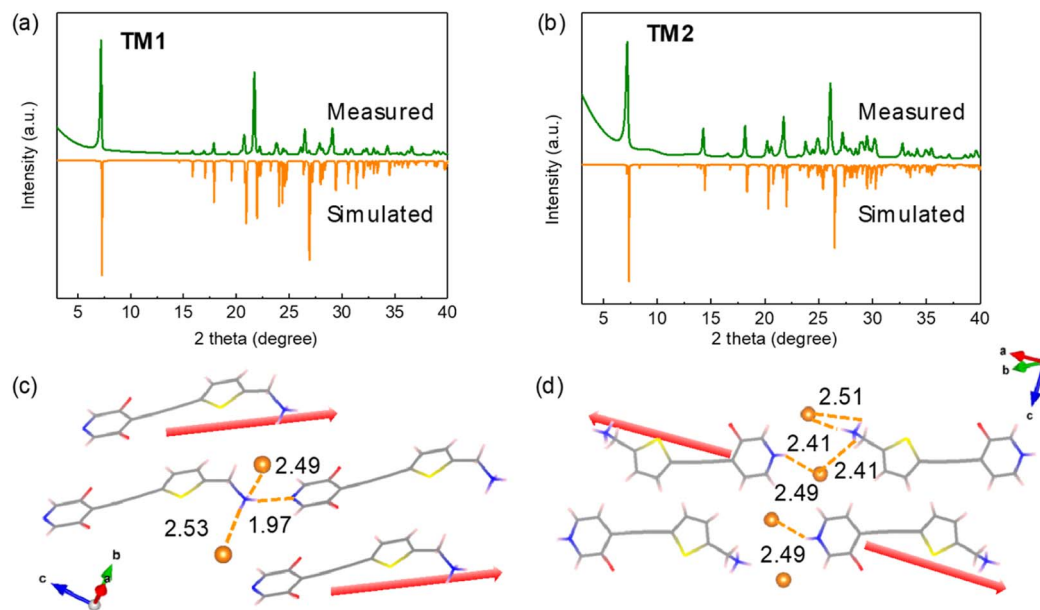 (a)
TM1
Measured
Simulated
Intensity (a.u.)
5 10 15 20 25 30 35 40
2 theta (degree)
(b)
TM2
Measured
Simulated
Intensity (a.u.)
5 10 15 20 25 30 35 40
2 theta (degree)
(c)
2.49
2.53
1.97
b
c
a
(d)
a
b
c
2.51
2.41
2.41
2.49
2.49